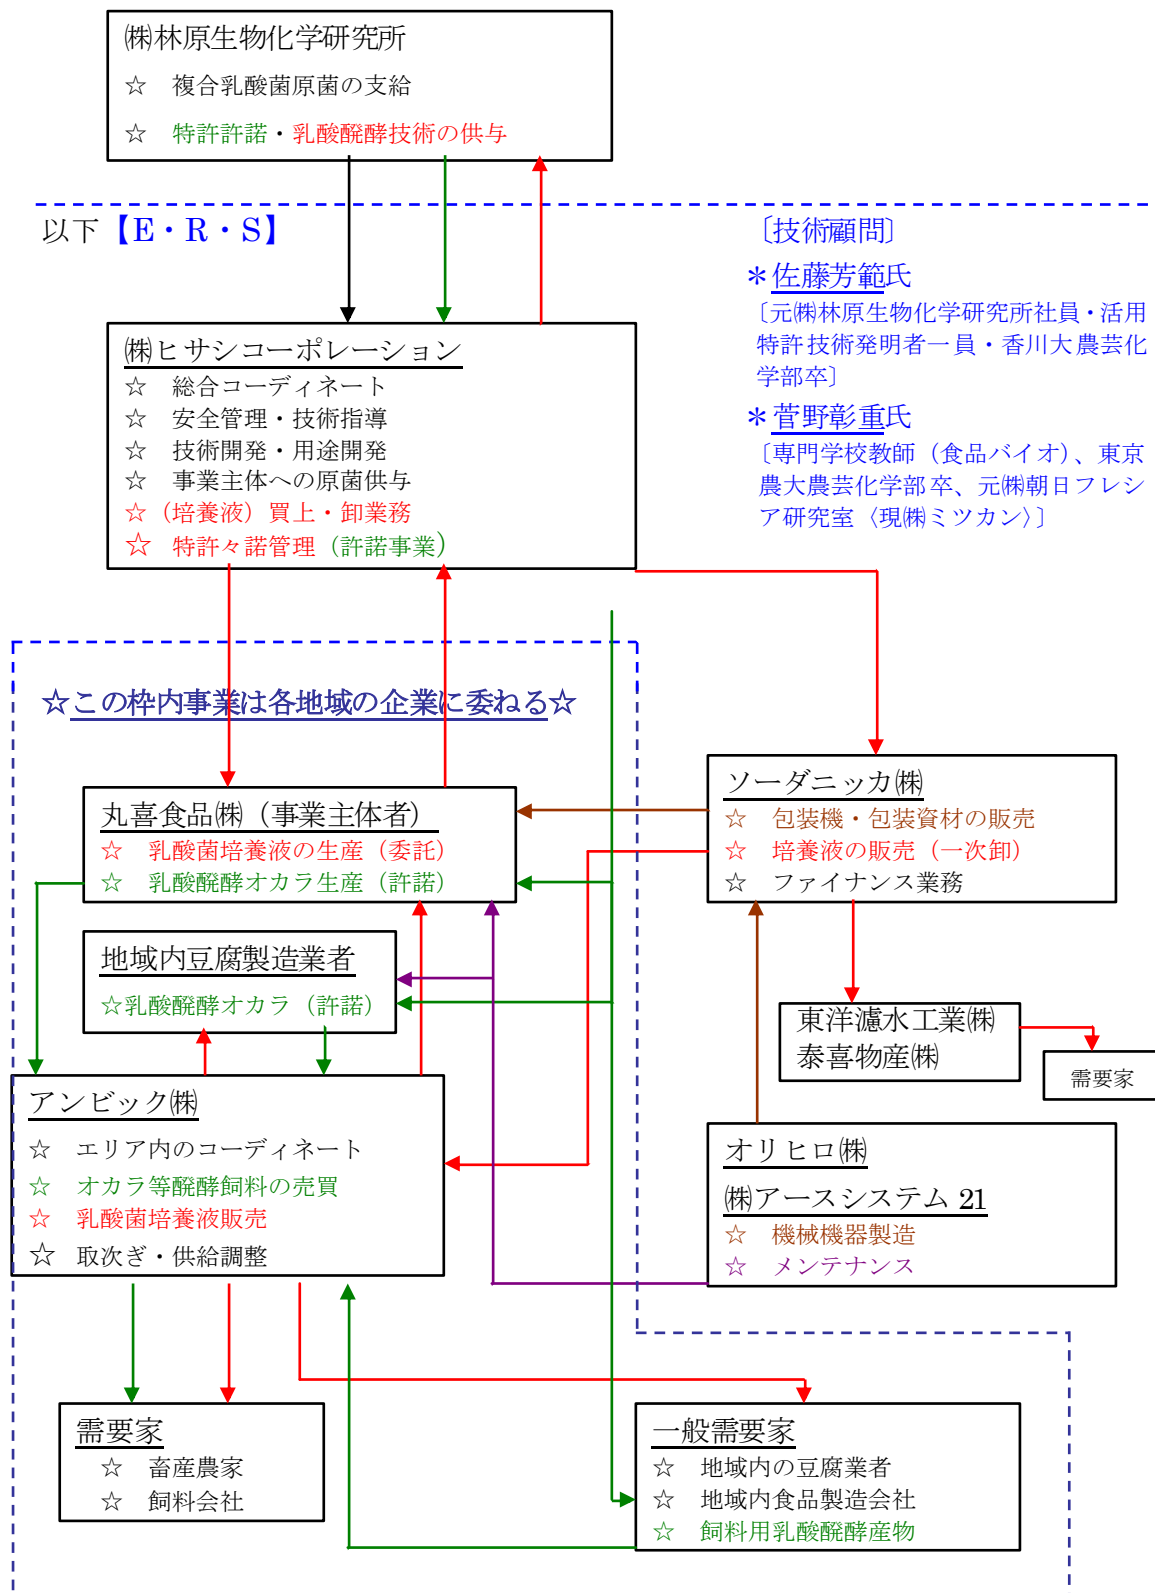 ㈱林原生物化学研究所
☆ 複合乳酸菌原菌の支給
☆ 特許許諾・乳酸醗酵技術の供与
以下【E・R・S】
〔技術顧問〕
＊佐藤芳範氏
〔元㈱林原生物化学研究所社員・活用
特許技術発明者一員・香川大農芸化
学部卒〕
＊菅野彰重氏
〔専門学校教師（食品バイオ）、東京
農大農芸化学部卒、元㈱朝日フレシ
ア研究室〈現㈱ミツカン〉〕
㈱ヒサシコーポレーション
☆ 総合コーディネート
☆ 安全管理・技術指導
☆ 技術開発・用途開発
☆ 事業主体への原菌供与
☆（培養液）買上・卸業務
☆ 特許々諾管理（許諾事業）
☆この枠内事業は各地域の企業に委ねる☆
丸喜食品㈱（事業主体者）
☆ 乳酸菌培養液の生産（委託）
☆ 乳酸醗酵オカラ生産（許諾）
ソーダニッカ㈱
☆ 包装機・包装資材の販売
☆ 培養液の販売（一次卸）
☆ ファイナンス業務
地域内豆腐製造業者
☆乳酸醗酵オカラ（許諾）
東洋濾水工業㈱
泰喜物産㈱
需要家
アンビック㈱
☆ エリア内のコーディネート
☆ オカラ等醗酵飼料の売買
☆ 乳酸菌培養液販売
☆ 取次ぎ・供給調整
オリヒロ㈱
㈱アースシステム 21
☆ 機械機器製造
☆ メンテナンス
需要家
☆ 畜産農家
☆ 飼料会社
一般需要家
☆ 地域内の豆腐業者
☆ 地域内食品製造会社
☆ 飼料用乳酸醗酵産物